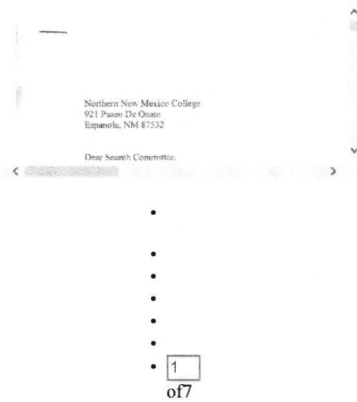 Northern New Mexico College
921 Paseo De Onate
Espanola, NM 87532
Dear Search Committee,
1
of7